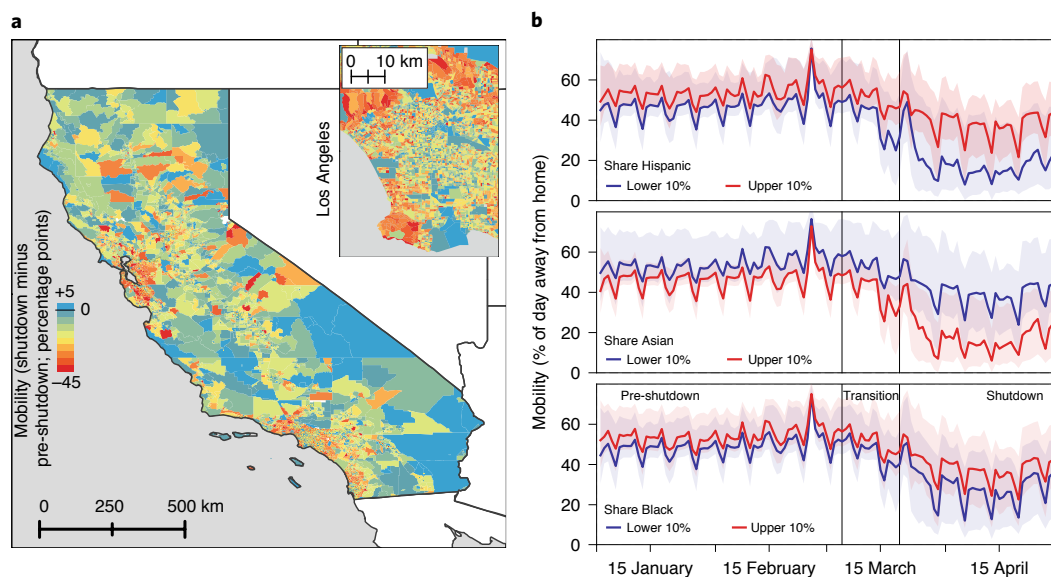 a
0 10 km
Los Angeles
Mobility (shutdown minus
pre-shutdown; percentage points)
+5
0
−45
0 250 500 km
b
Mobility (% of day away from home)
60
40
20
0
Share Hispanic
Lower 10% Upper 10%
60
40
20
0
Share Asian
Lower 10% Upper 10%
Pre-shutdown Transition Shutdown
60
40
20
0
Share Black
Lower 10% Upper 10%
15 January 15 February 15 March 15 April